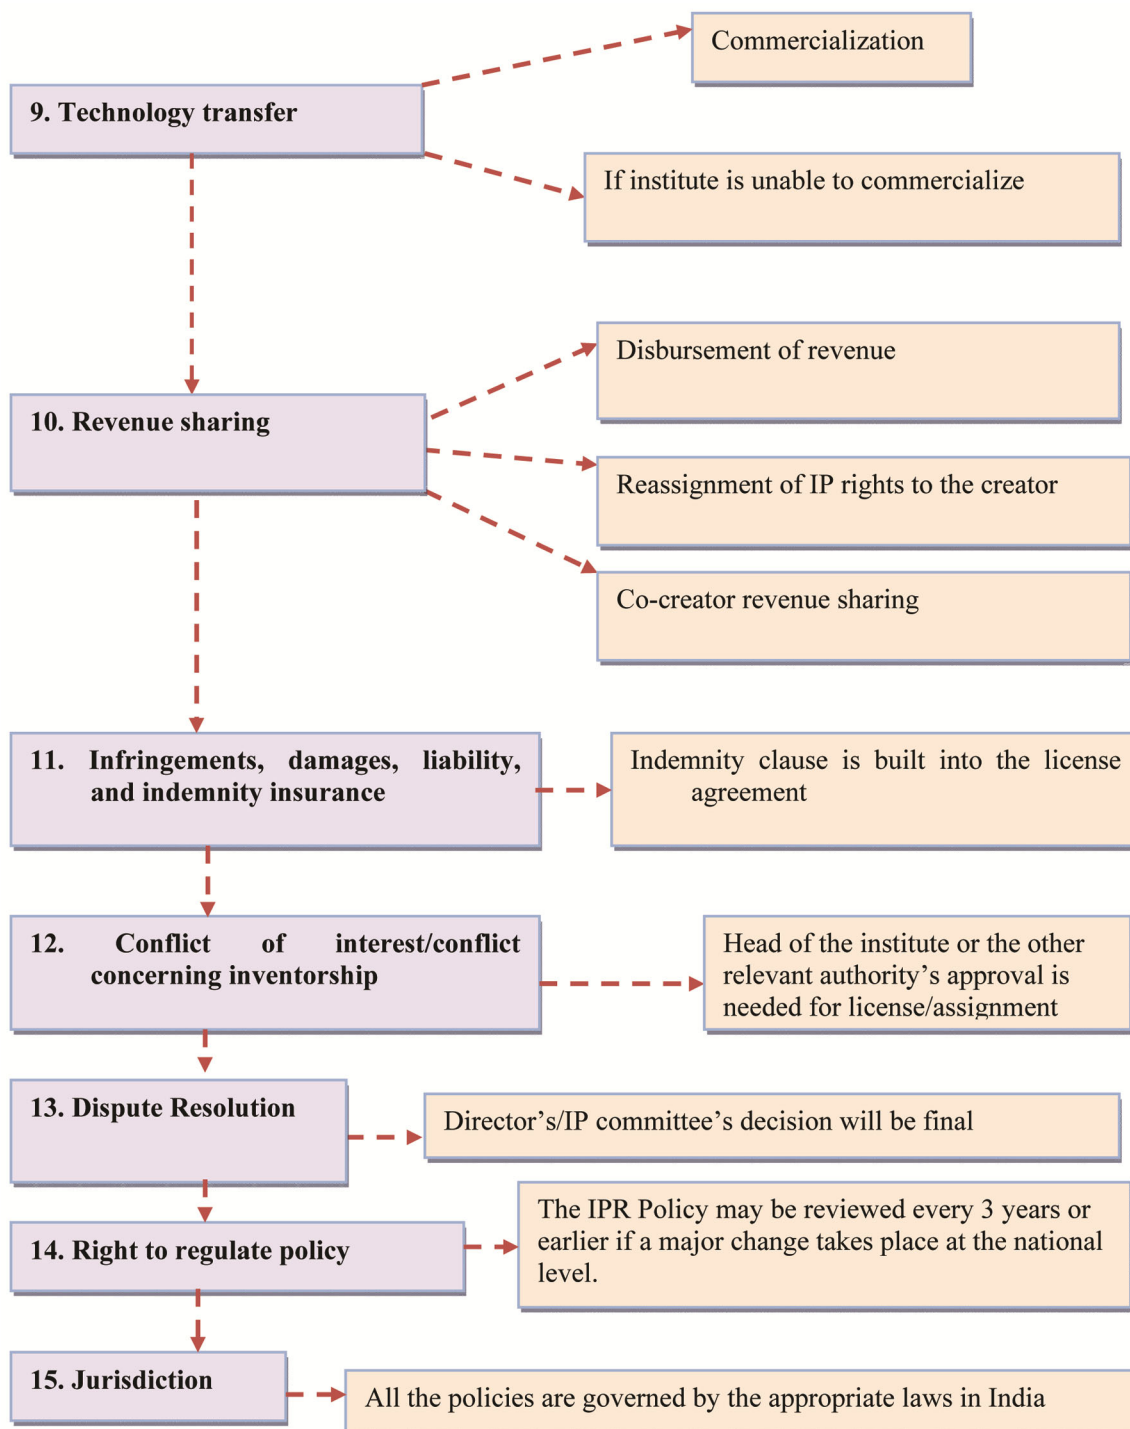 Commercialization
9. Technology transfer
If institute is unable to commercialize
Disbursement of revenue
10. Revenue sharing
Reassignment of IP rights to the creator
Co-creator revenue sharing
11. Infringements, damages, liability,
and indemnity insurance
Indemnity clause is built into the license
agreement
12. Conflict of interest/conflict
concerning inventorship
Head of the institute or the other
relevant authority’s approval is
needed for license/assignment
13. Dispute Resolution
Director’s/IP committee’s decision will be final
14. Right to regulate policy
The IPR Policy may be reviewed every 3 years or
earlier if a major change takes place at the national
level.
15. Jurisdiction
All the policies are governed by the appropriate laws in India